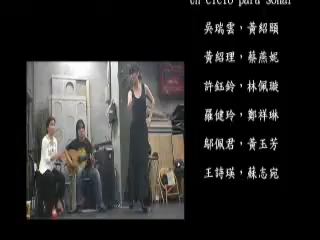 un cielo para soñar
吳瑞雲，黃紹頤
黃紹理，蔡燕妮
許鈺鈴，林佩璇
羅健玲，鄭祥琳
鄔佩君，黃玉芳
王詩瑛，蘇志宛